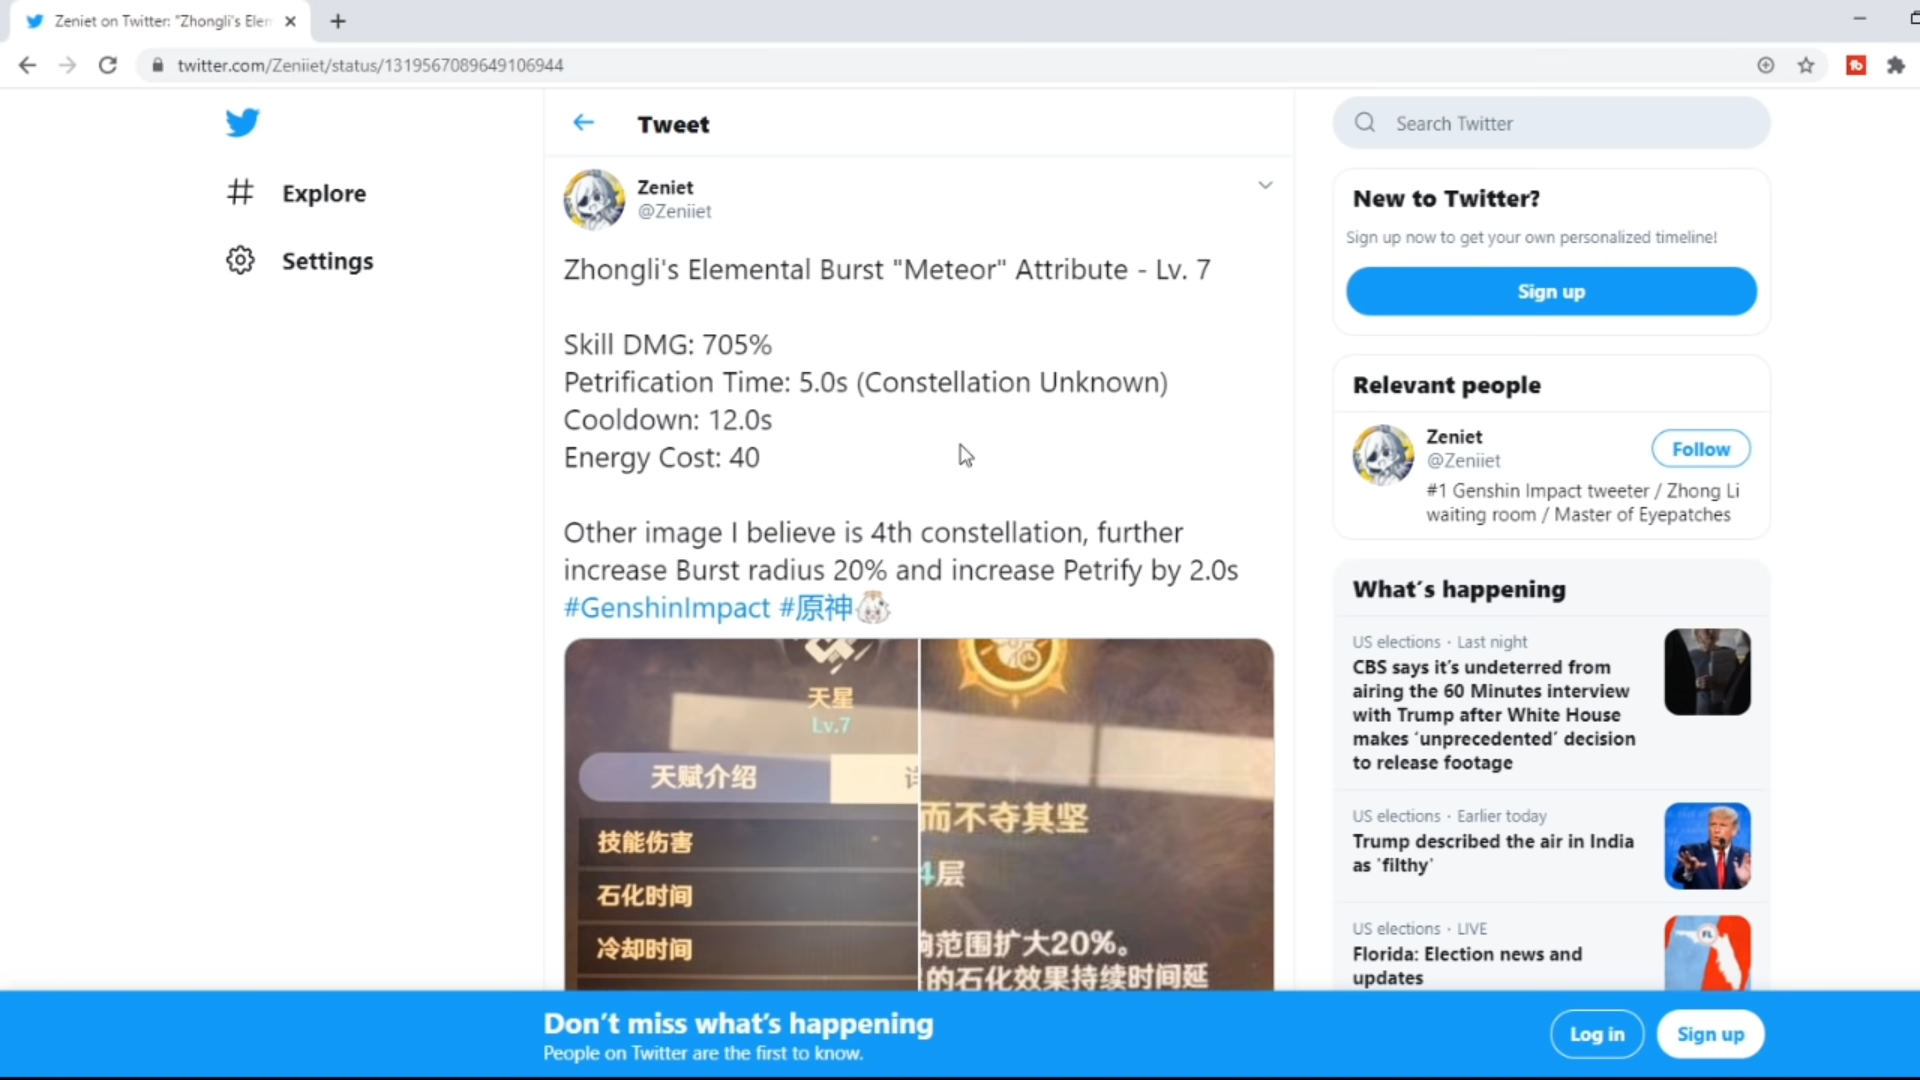 Zeniet on Twitter: "Zhongli's Elem
twitter.com/Zeniiet/status/1319567089649106944
Explore
Settings
Tweet
Zeniet
@Zeniiet
Zhongli's Elemental Burst "Meteor" Attribute - Lv. 7
Skill DMG: 705%
Petrification Time: 5.0s (Constellation Unknown)
Cooldown: 12.0s
Energy Cost: 40
Other image I believe is 4th constellation, further
increase Burst radius 20% and increase Petrify by 2.0s
#GenshinImpact #原神
天星
Lv.7
天赋介绍
技能伤害
石化时间
冷却时间
而不夺其坚
4层
范围扩大20%。
的石化效果持续时间延
Search Twitter
New to Twitter?
Sign up now to get your own personalized timeline!
Sign up
Relevant people
Zeniet
@Zeniiet
Follow
#1 Genshin Impact tweeter / Zhong Li
waiting room / Master of Eyepatches
What's happening
US elections · Last night
CBS says it's undeterred from
airing the 60 Minutes interview
with Trump after White House
makes 'unprecedented' decision
to release footage
US elections · Earlier today
Trump described the air in India
as 'filthy'
US elections · LIVE
Florida: Election news and
updates
FL
Don't miss what's happening
People on Twitter are the first to know.
Log in
Sign up